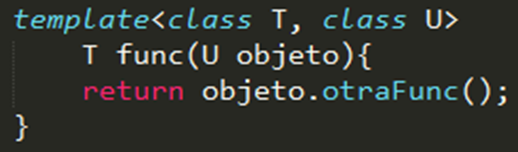 template<class T, class U>
    T func(U objeto){
    return objeto.otraFunc();
}